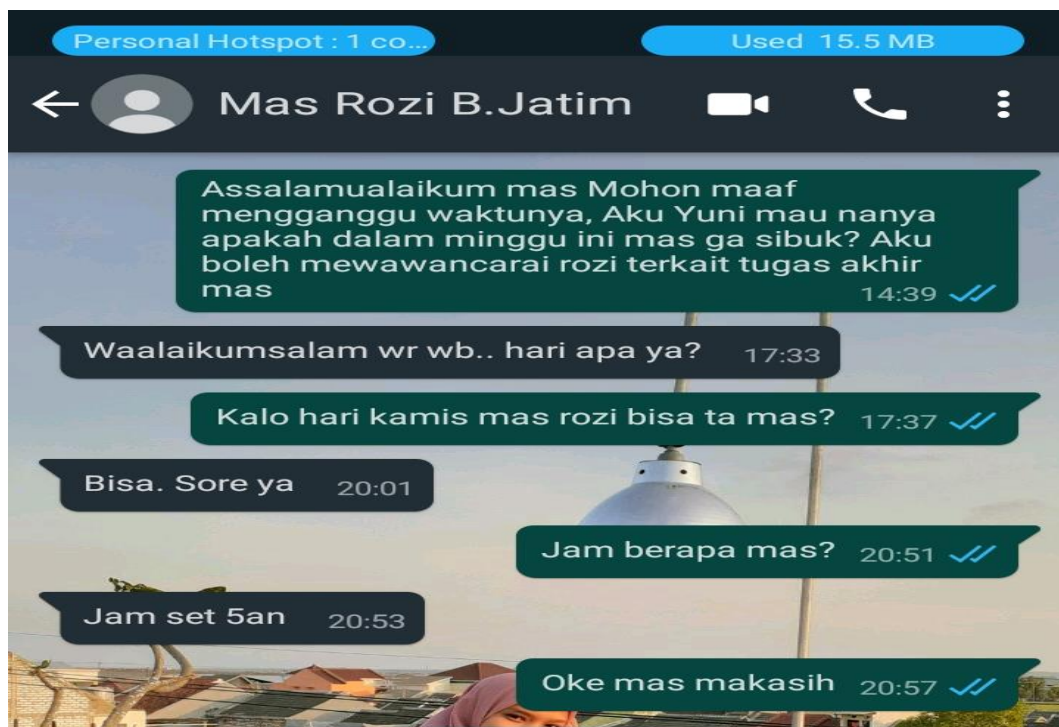 Personal Hotspot : 1 co...
Used 15.5 MB
Mas Rozi B.Jatim
Assalamualaikum mas Mohon maaf
mengganggu waktunya, Aku Yuni mau nanya
apakah dalam minggu ini mas ga sibuk? Aku
boleh mewawancarai rozi terkait tugas akhir
mas
14:39
Waalaikumsalam wr wb.. hari apa ya? 17:33
Kalo hari kamis mas rozi bisa ta mas? 17:37
Bisa. Sore ya 20:01
Jam berapa mas? 20:51
Jam set 5an 20:53
Oke mas makasih 20:57